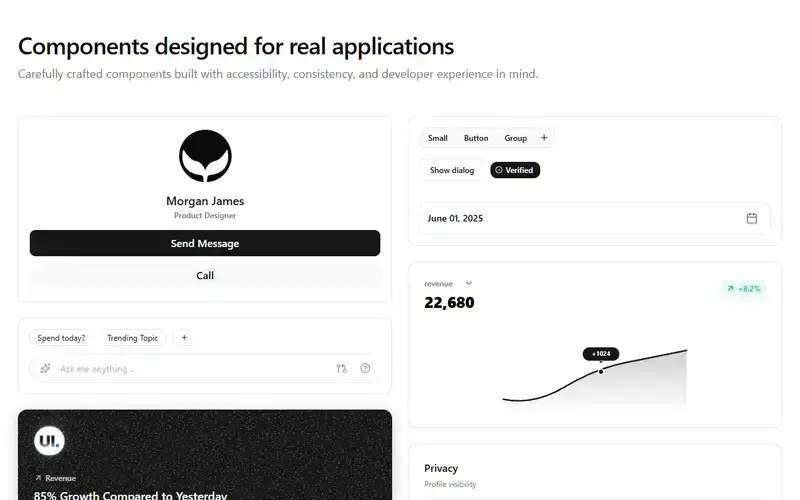 Components designed for real applications
Carefully crafted components built with accessibility, consistency, and developer experience in mind.
Morgan James
Product Designer
Send Message
Call
Spend today?
Trending Topic
+
Ask me anything...
UI.
Revenue
85% Growth Compared to Yesterday
Small Button Group +
Show dialog
Verified
June 01, 2025
revenue
22,680
+8.2%
+1024
Privacy
Profile visibility